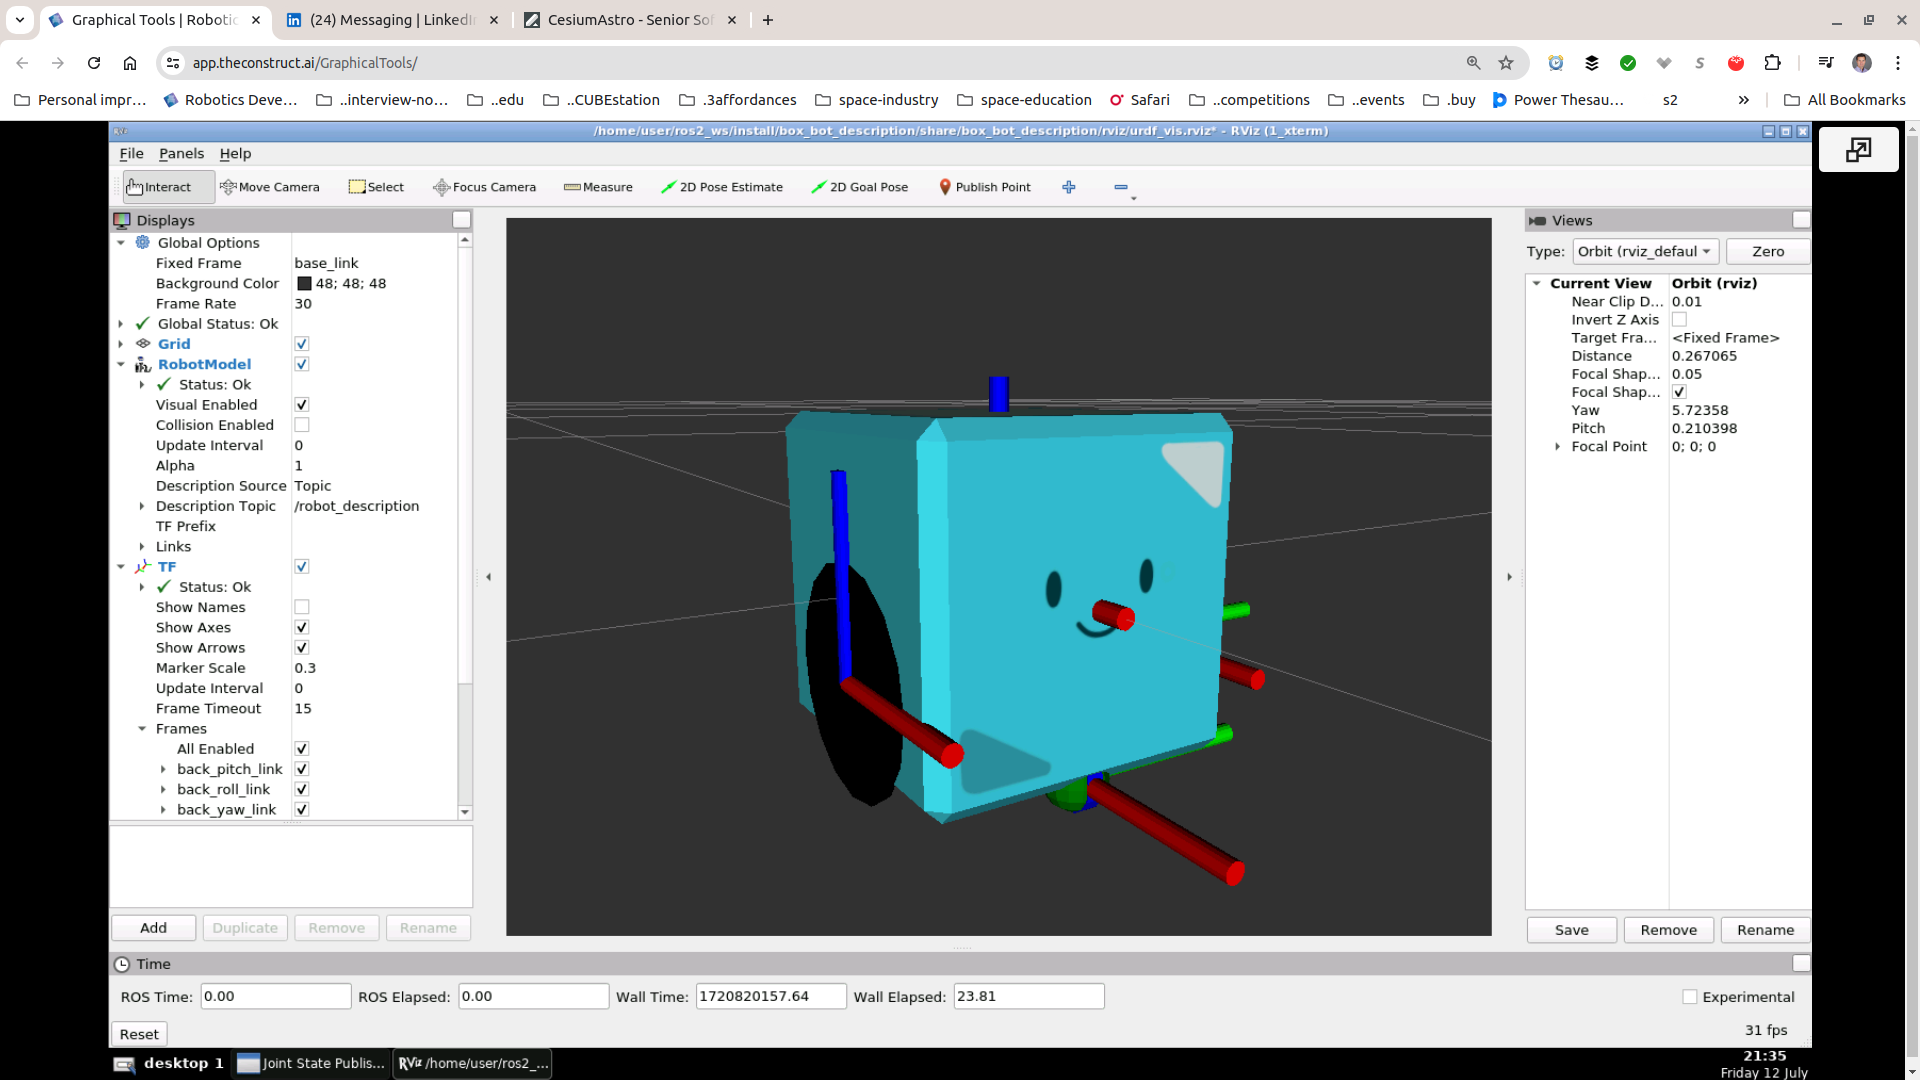 Graphical Tools | Robotic
(24) Messaging | LinkedIn
CesiumAstro - Senior Sof
app.theconstruct.ai/GraphicalTools/
Personal impr...
Robotics Deve...
..interview-no...
..edu
..CUBEstation
.3affordances
space-industry
space-education
Safari
..competitions
..events
.buy
Power Thesau...
s2
All Bookmarks
/home/user/ros2_ws/install/box_bot_description/share/box_bot_description/rviz/urdf_vis.rviz* - RViz (1_xterm)
File Panels Help
Interact Move Camera Select Focus Camera Measure 2D Pose Estimate 2D Goal Pose Publish Point
Displays
Global Options
Fixed Frame base_link
Background Color 48; 48; 48
Frame Rate 30
Global Status: Ok
Grid
RobotModel
Status: Ok
Visual Enabled
Collision Enabled
Update Interval 0
Alpha 1
Description Source Topic
Description Topic /robot_description
TF Prefix
Links
TF
Status: Ok
Show Names
Show Axes
Show Arrows
Marker Scale 0.3
Update Interval 0
Frame Timeout 15
Frames
All Enabled
back_pitch_link
back_roll_link
back_yaw_link
Add Duplicate Remove Rename
Views
Type: Orbit (rviz_defaul Zero
Current View Orbit (rviz)
Near Clip D... 0.01
Invert Z Axis
Target Fra... <Fixed Frame>
Distance 0.267065
Focal Shap... 0.05
Focal Shap...
Yaw 5.72358
Pitch 0.210398
Focal Point 0; 0; 0
Save Remove Rename
Time
ROS Time: 0.00 ROS Elapsed: 0.00 Wall Time: 1720820157.64 Wall Elapsed: 23.81 Experimental
Reset
31 fps
desktop 1 Joint State Publis... RViz /home/user/ros2_...
21:35
Friday 12 July